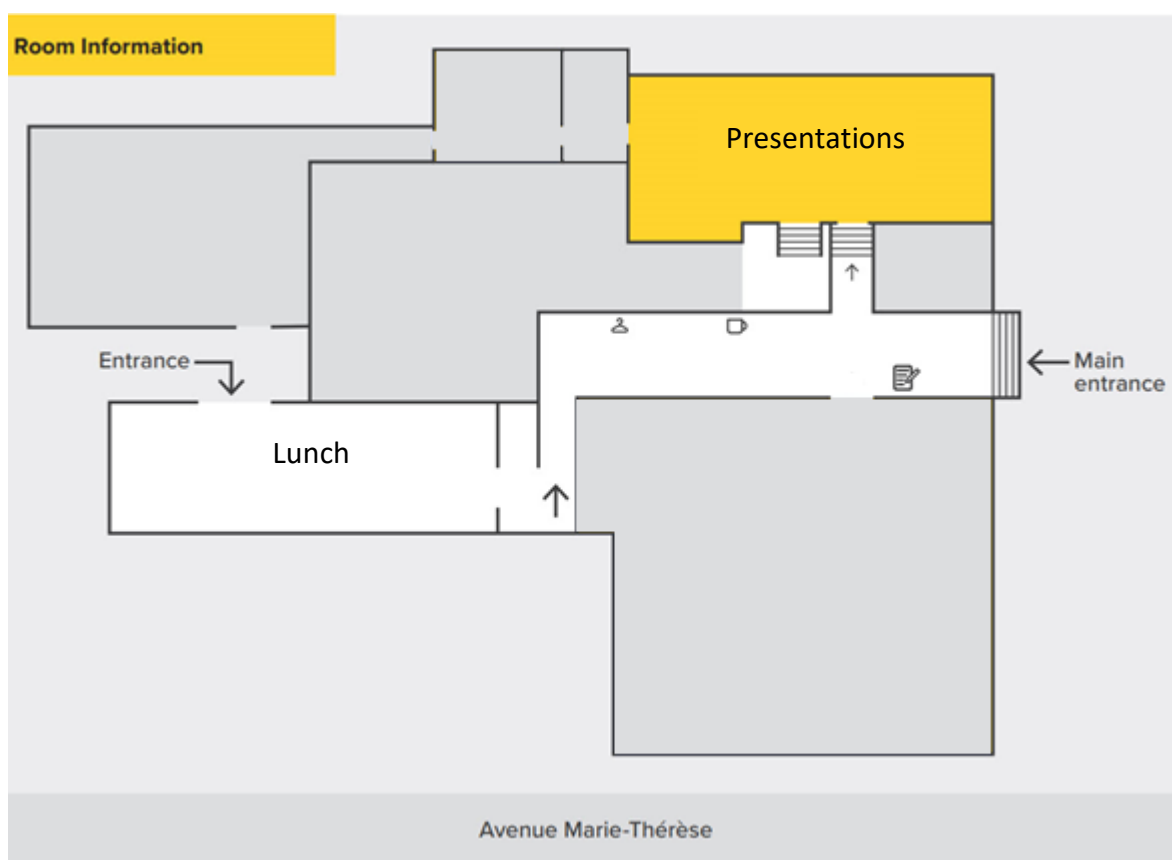 Room Information
Presentations
Entrance
Main
entrance
Lunch
Avenue Marie-Thérèse